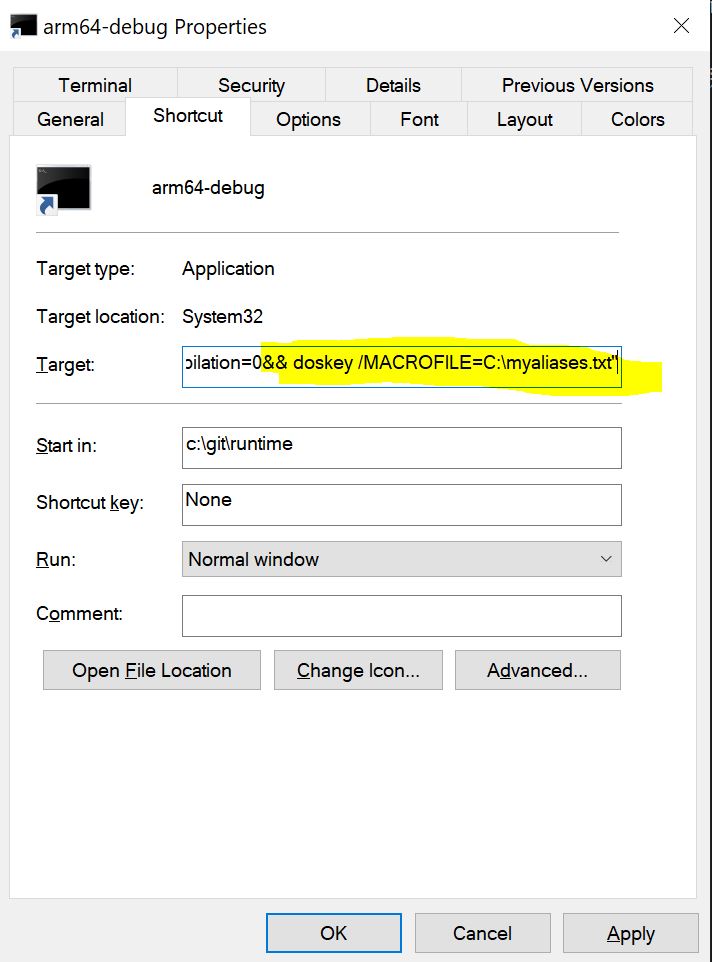 arm64-debug Properties
Terminal Security Details Previous Versions
General Shortcut Options Font Layout Colors
arm64-debug
Target type: Application
Target location: System32
Target: pilation=0&& doskey /MACROFILE=C:\myaliases.txt"
Start in: c:\git\runtime
Shortcut key: None
Run: Normal window
Comment:
Open File Location Change Icon... Advanced...
OK Cancel Apply